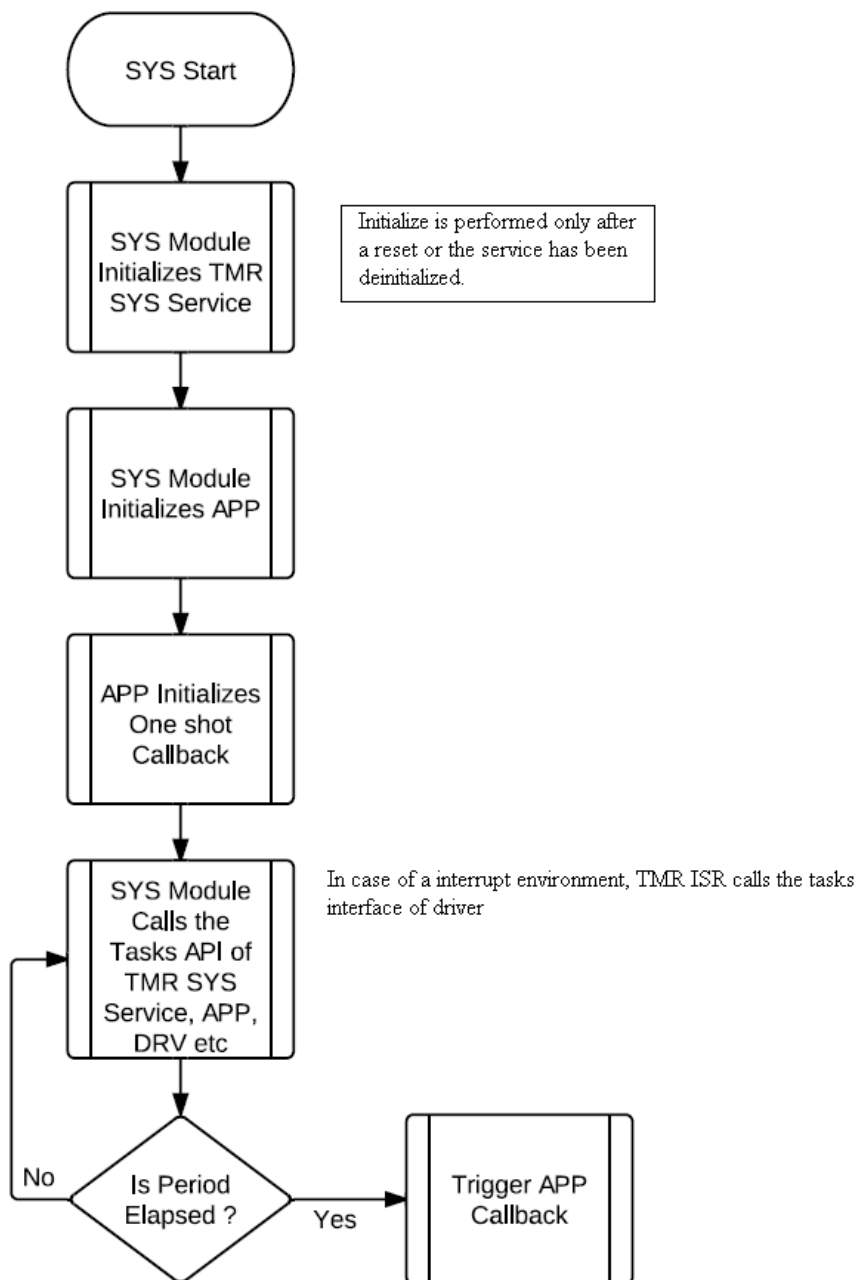 SYS Start
SYS Module
Initializes TMR
SYS Service
Initialize is performed only after
a reset or the service has been
deinitialized.
SYS Module
Initializes APP
APP Initializes
One shot
Callback
SYS Module
Calls the
Tasks API of
TMR SYS
Service, APP,
DRV etc
In case of a interrupt environment, TMR ISR calls the tasks
interface of driver
No
Is Period
Elapsed ?
Yes
Trigger APP
Callback